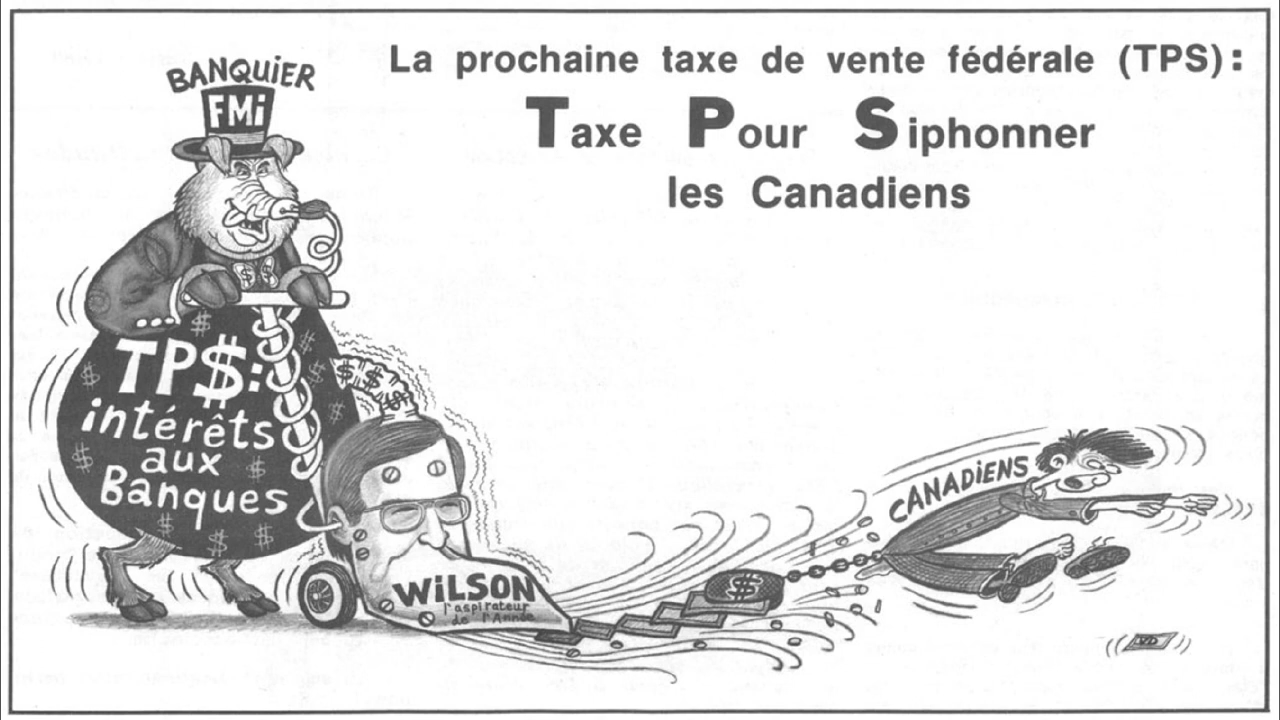 La prochaine taxe de vente fédérale (TPS):
Taxe Pour Siphonner
les Canadiens
BANQUiER
FMi
TP$:
intérêts
aux
Banques
WiLSON
l'aspirateur
de l'Année
CANADiENS